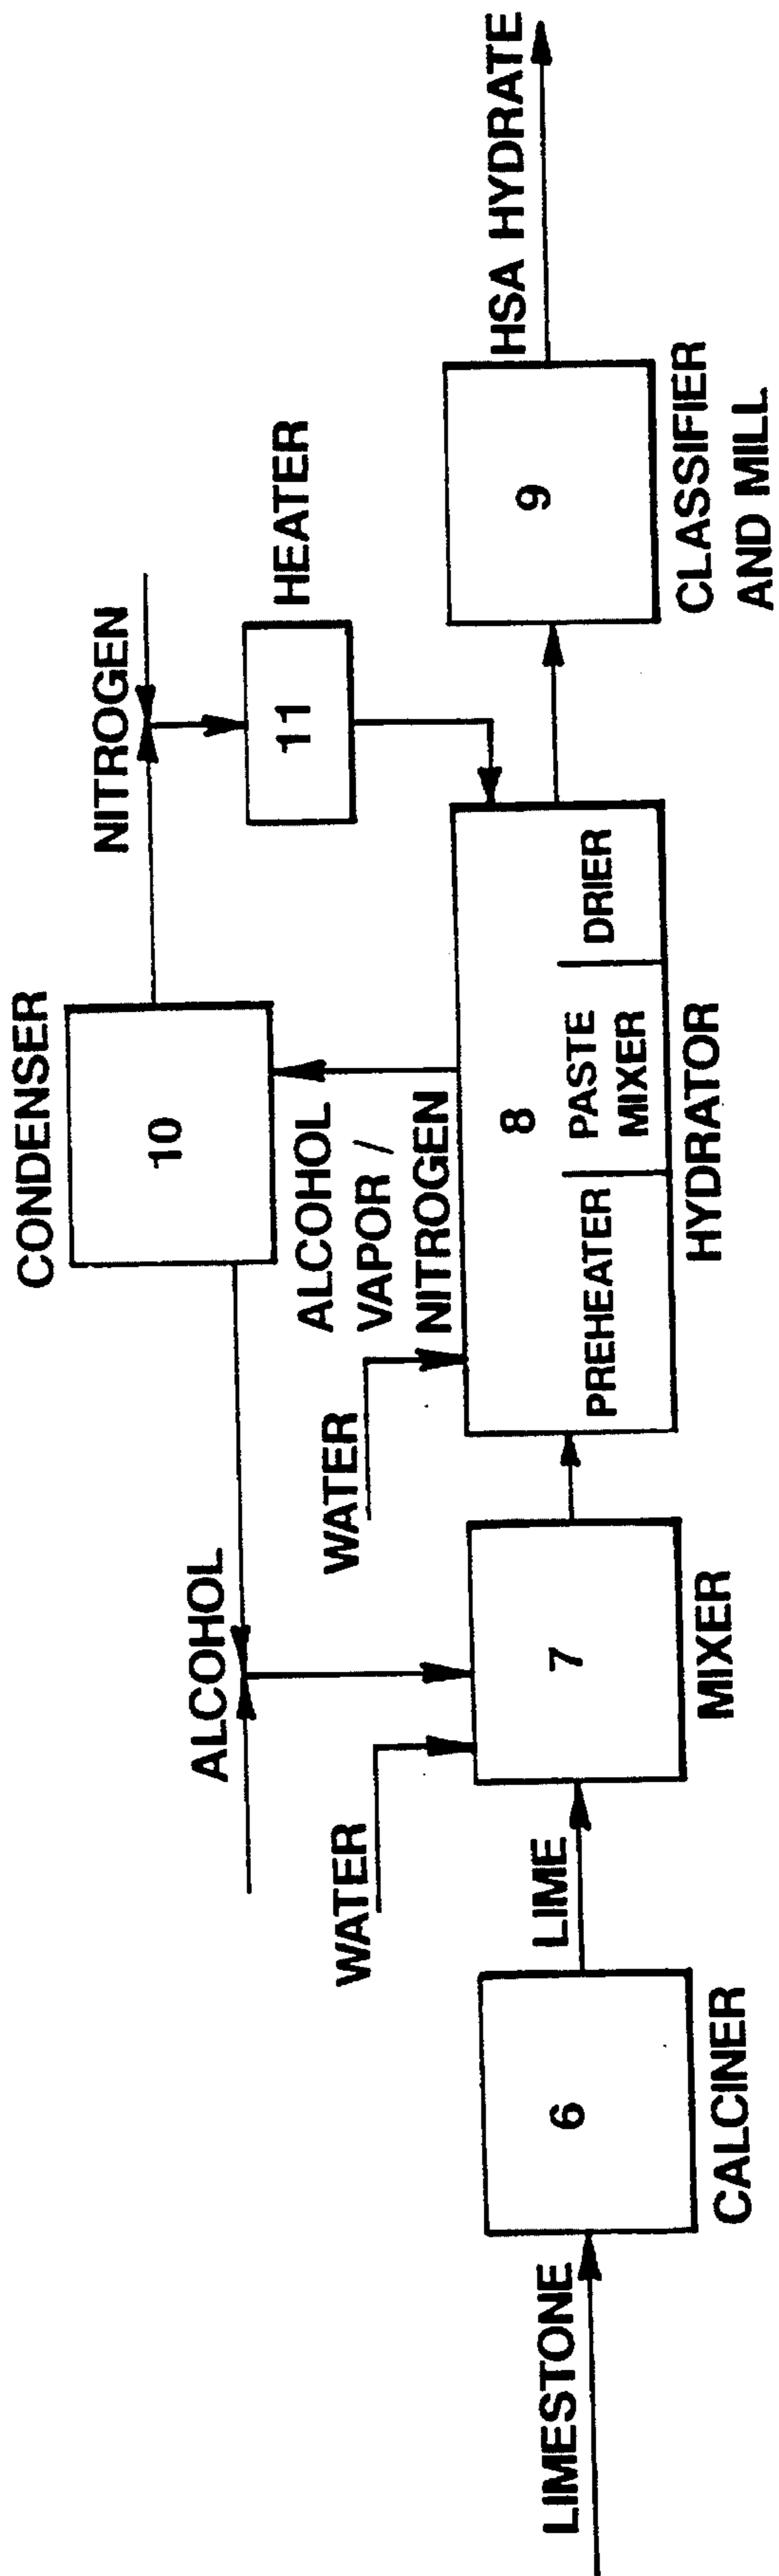 CONDENSER
10
NITROGEN
ALCOHOL
ALCOHOL
VAPOR /
NITROGEN
HEATER
11
WATER
WATER
LIMESTONE
6
CALCINER
LIME
7
MIXER
8
PREHEATER
PASTE
MIXER
DRIER
HYDRATOR
9
CLASSIFIER
AND MILL
HSA HYDRATE